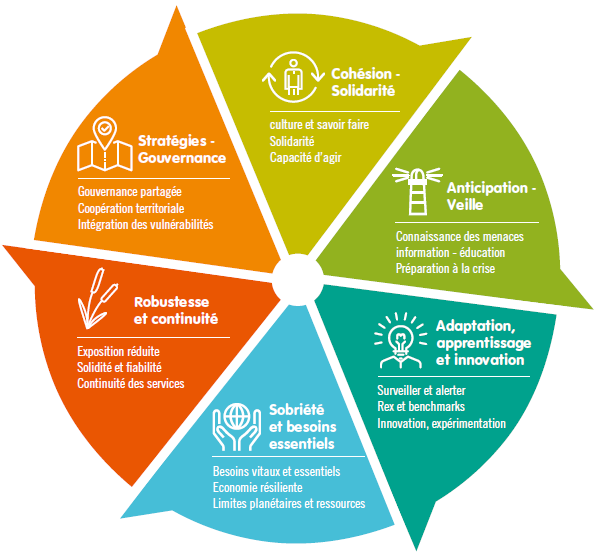 Cohésion -
Solidarité
culture et savoir faire
Solidarité
Capacité d'agir
Anticipation -
Veille
Connaissance des menaces
information - éducation
Préparation à la crise
Adaptation,
apprentissage
et innovation
Surveiller et alerter
Rex et benchmarks
Innovation, expérimentation
Sobriété
et besoins
essentiels
Besoins vitaux et essentiels
Economie résiliente
Limites planétaires et ressources
Robustesse
et continuité
Exposition réduite
Solidité et fiabilité
Continuité des services
Stratégies -
Gouvernance
Gouvernance partagée
Coopération territoriale
Intégration des vulnérabilités